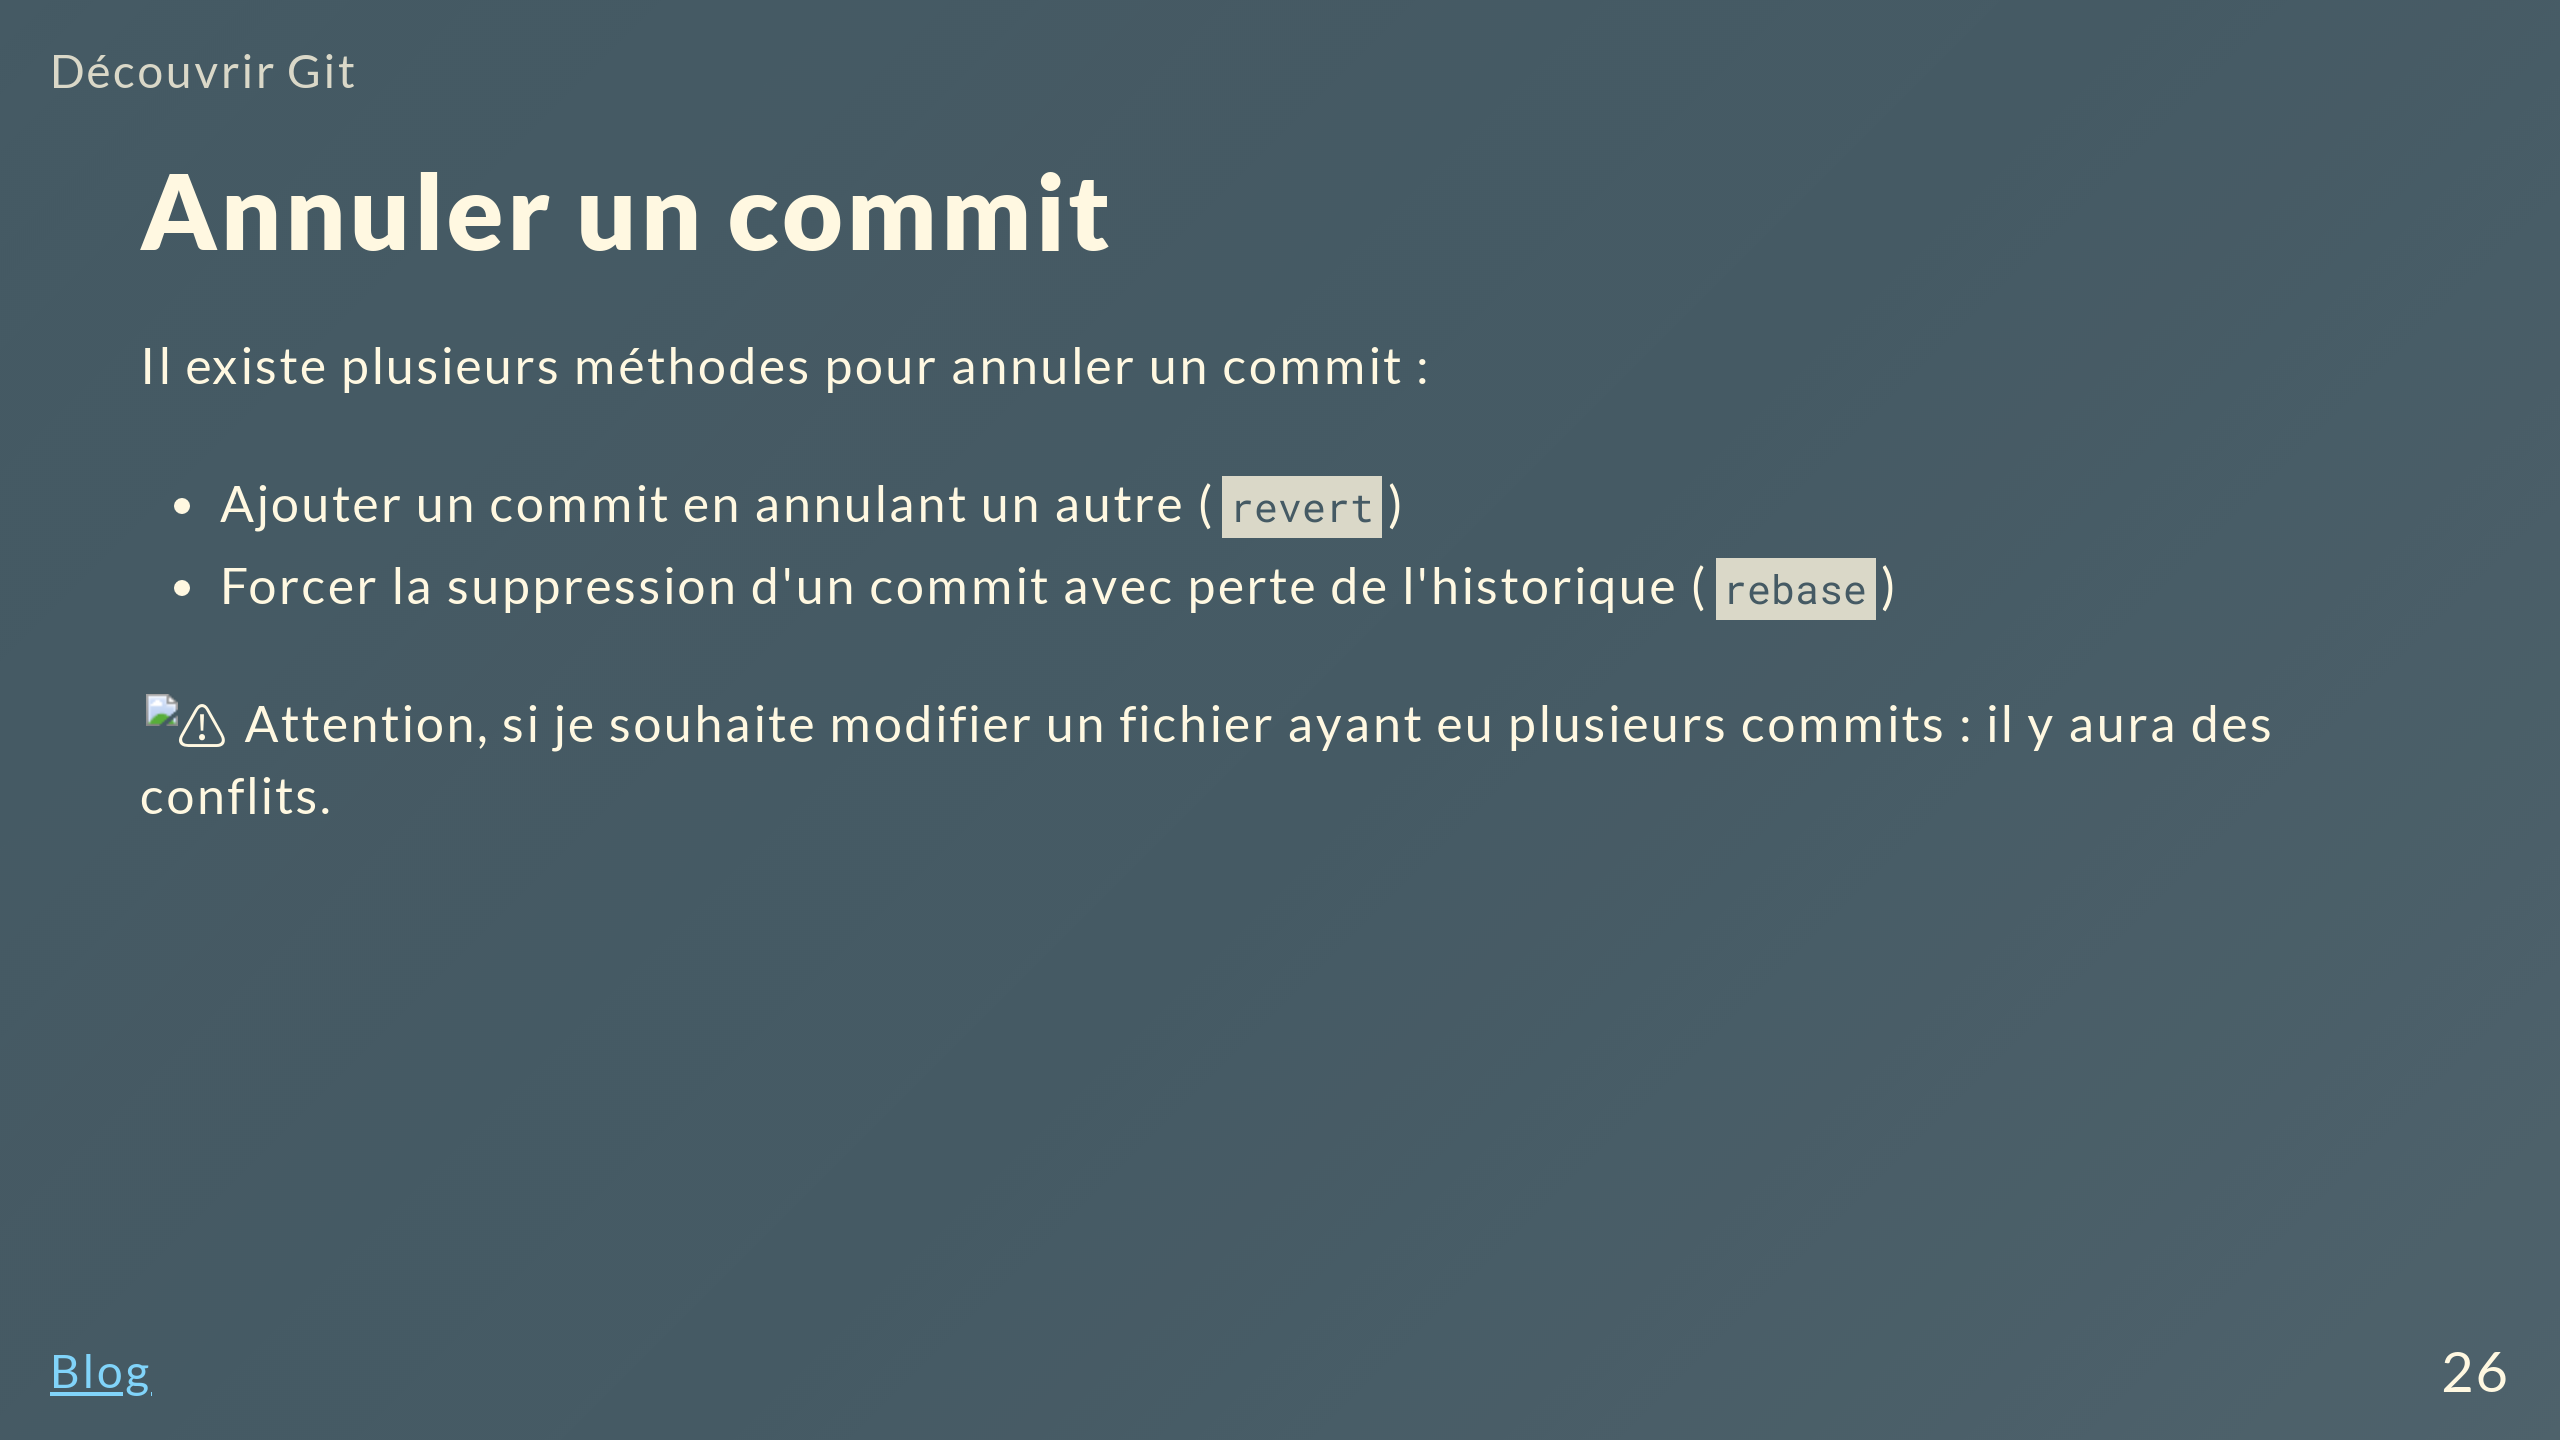 Découvrir Git
Annuler un commit
Il existe plusieurs méthodes pour annuler un commit :
• Ajouter un commit en annulant un autre ( revert )
• Forcer la suppression d'un commit avec perte de l'historique ( rebase )
⚠ Attention, si je souhaite modifier un fichier ayant eu plusieurs commits : il y aura des
conflits.
Blog
26